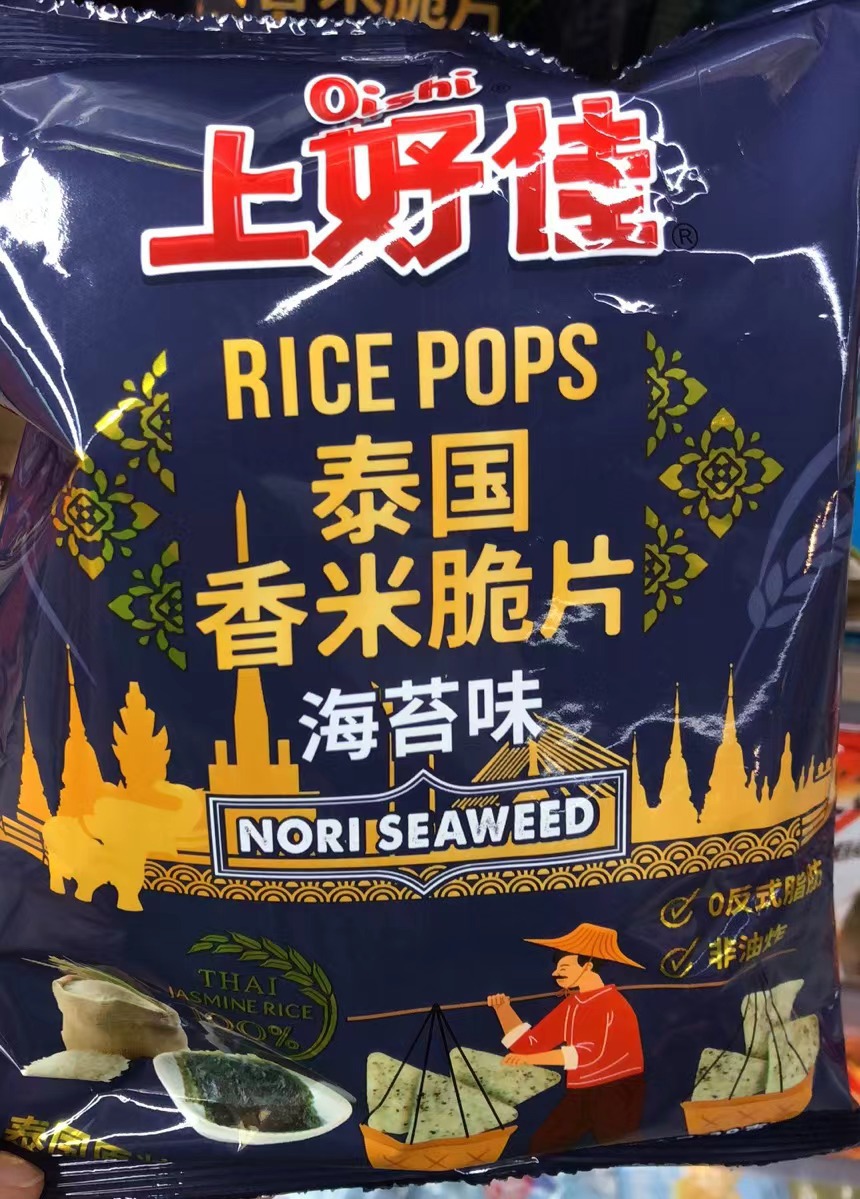 Oishi
上好佳®
RICE POPS
泰国
香米脆片
海苔味
NORI SEAWEED
0反式脂肪
非油炸
THAI
JASMINE RICE
100%